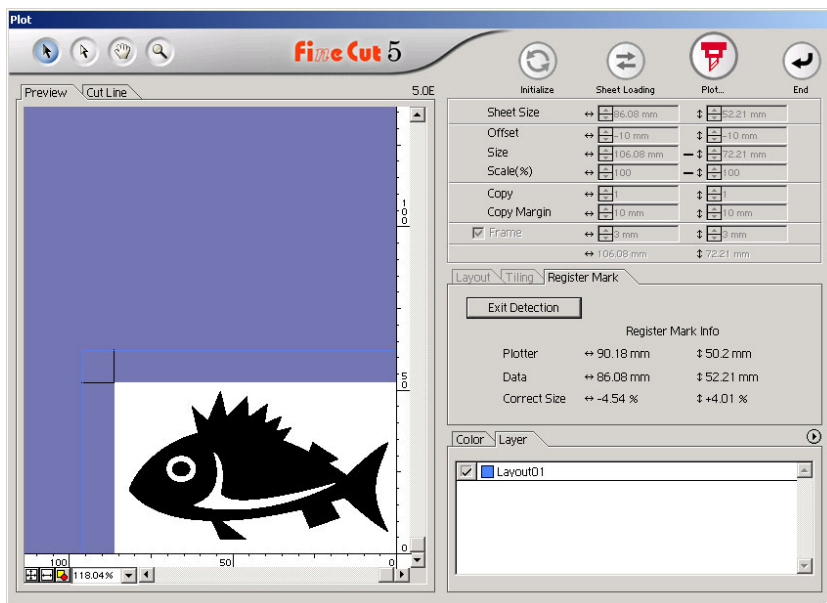 Plot
FineCut 5
Initialize
Sheet Loading
Plot...
End
Preview
Cut Line
5.0E
Sheet Size 86.08 mm 52.21 mm
Offset -10 mm -10 mm
Size 106.08 mm 72.21 mm
Scale(%) 100 100
Copy 1 1
Copy Margin 10 mm 10 mm
Frame 3 mm 3 mm
106.08 mm 72.21 mm
Layout Tiling Register Mark
Exit Detection
Register Mark Info
Plotter 90.18 mm 50.2 mm
Data 86.08 mm 52.21 mm
Correct Size -4.54 % +4.01 %
Color Layer
Layout01
100
50
0
100 50 0
118.04%